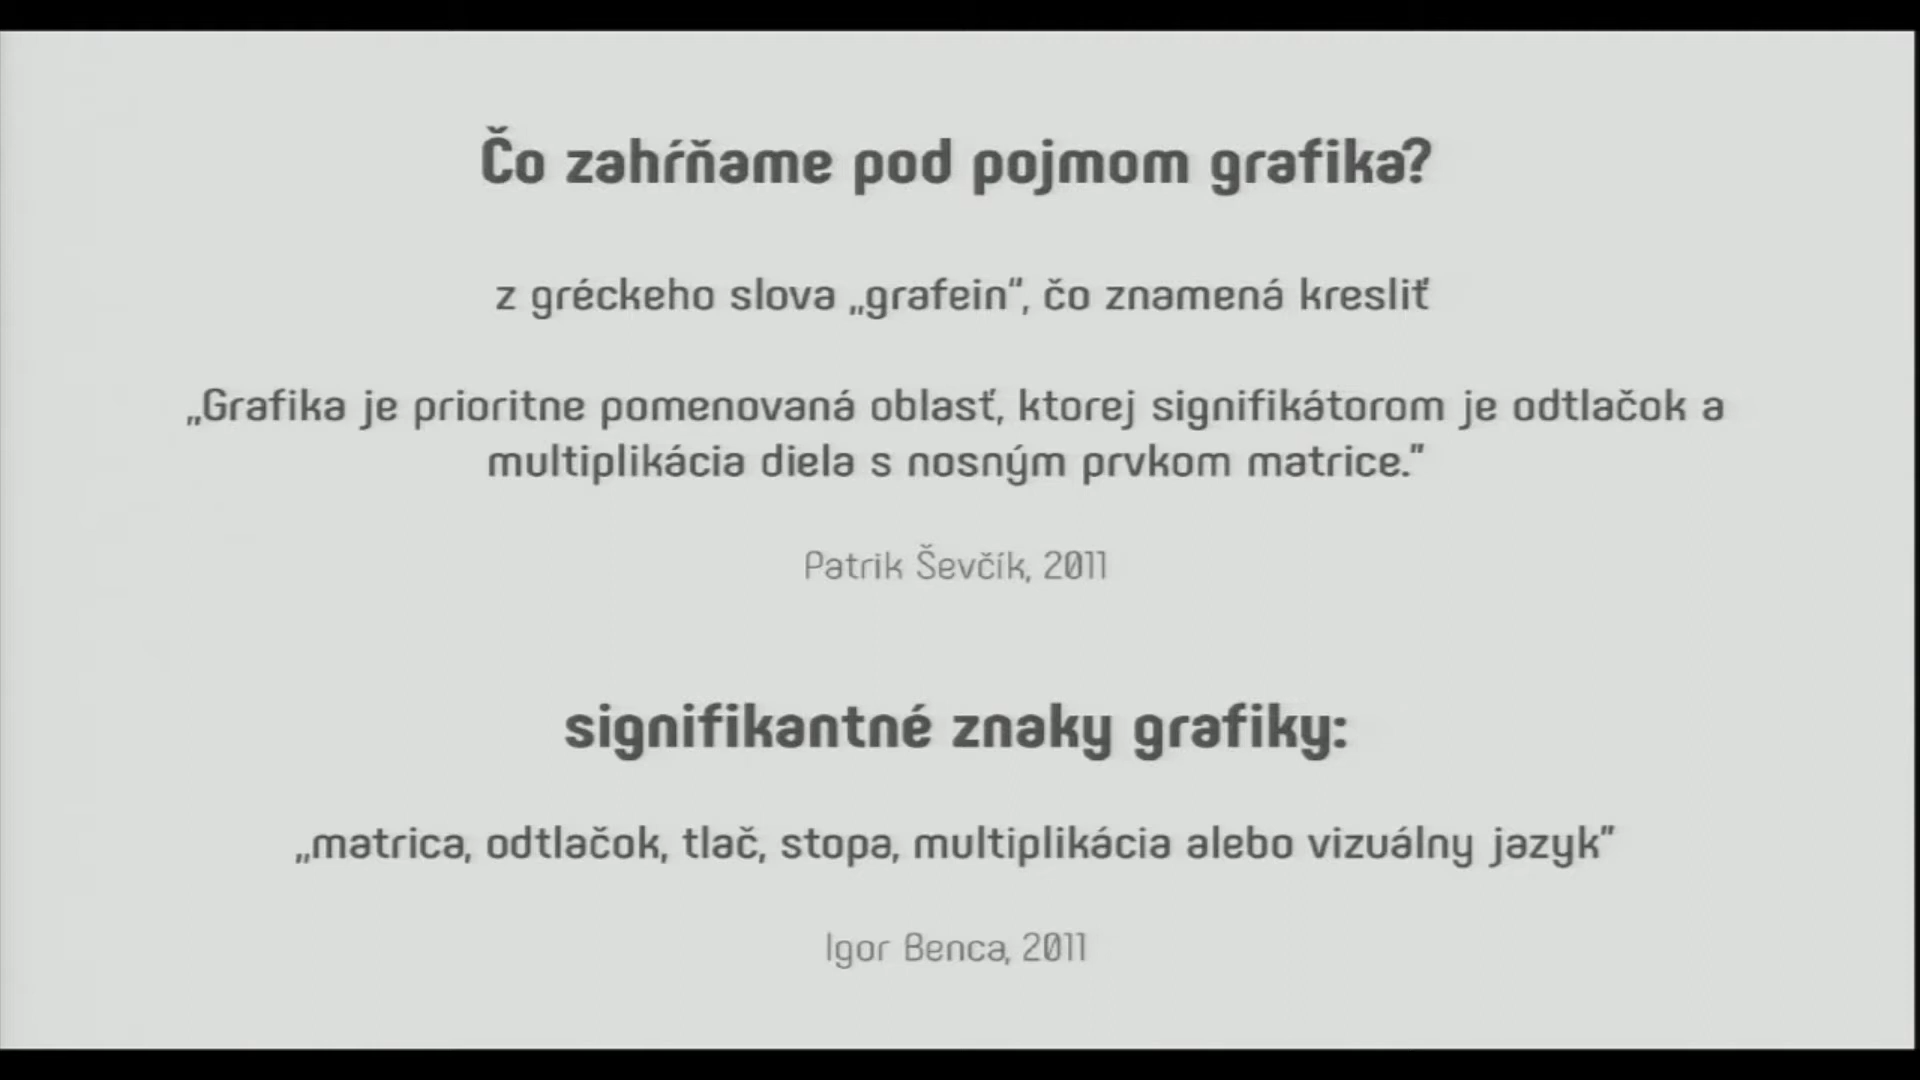 Čo zahŕňame pod pojmom grafika?
z gréckeho slova „grafein“, čo znamená kresliť
„Grafika je prioritne pomenovaná oblasť, ktorej signifikátorom je odtlačok a
multiplikácia diela s nosným prvkom matrice.”
Patrik Ševčík, 2011
signifikantné znaky grafiky:
„matrica, odtlačok, tlač, stopa, multiplikácia alebo vizuálny jazyk”
Igor Benca, 2011